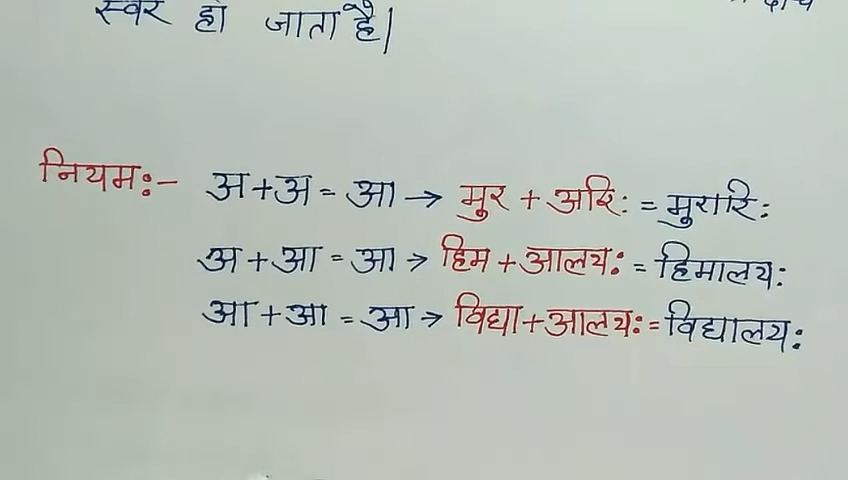 स्वर हो जाता है।
नियमः- अ + अ = आ → मुर + अरिः = मुरारिः
अ + आ = आ → हिम + आलयः = हिमालयः
आ + आ = आ → विद्या + आलयः = विद्यालयः